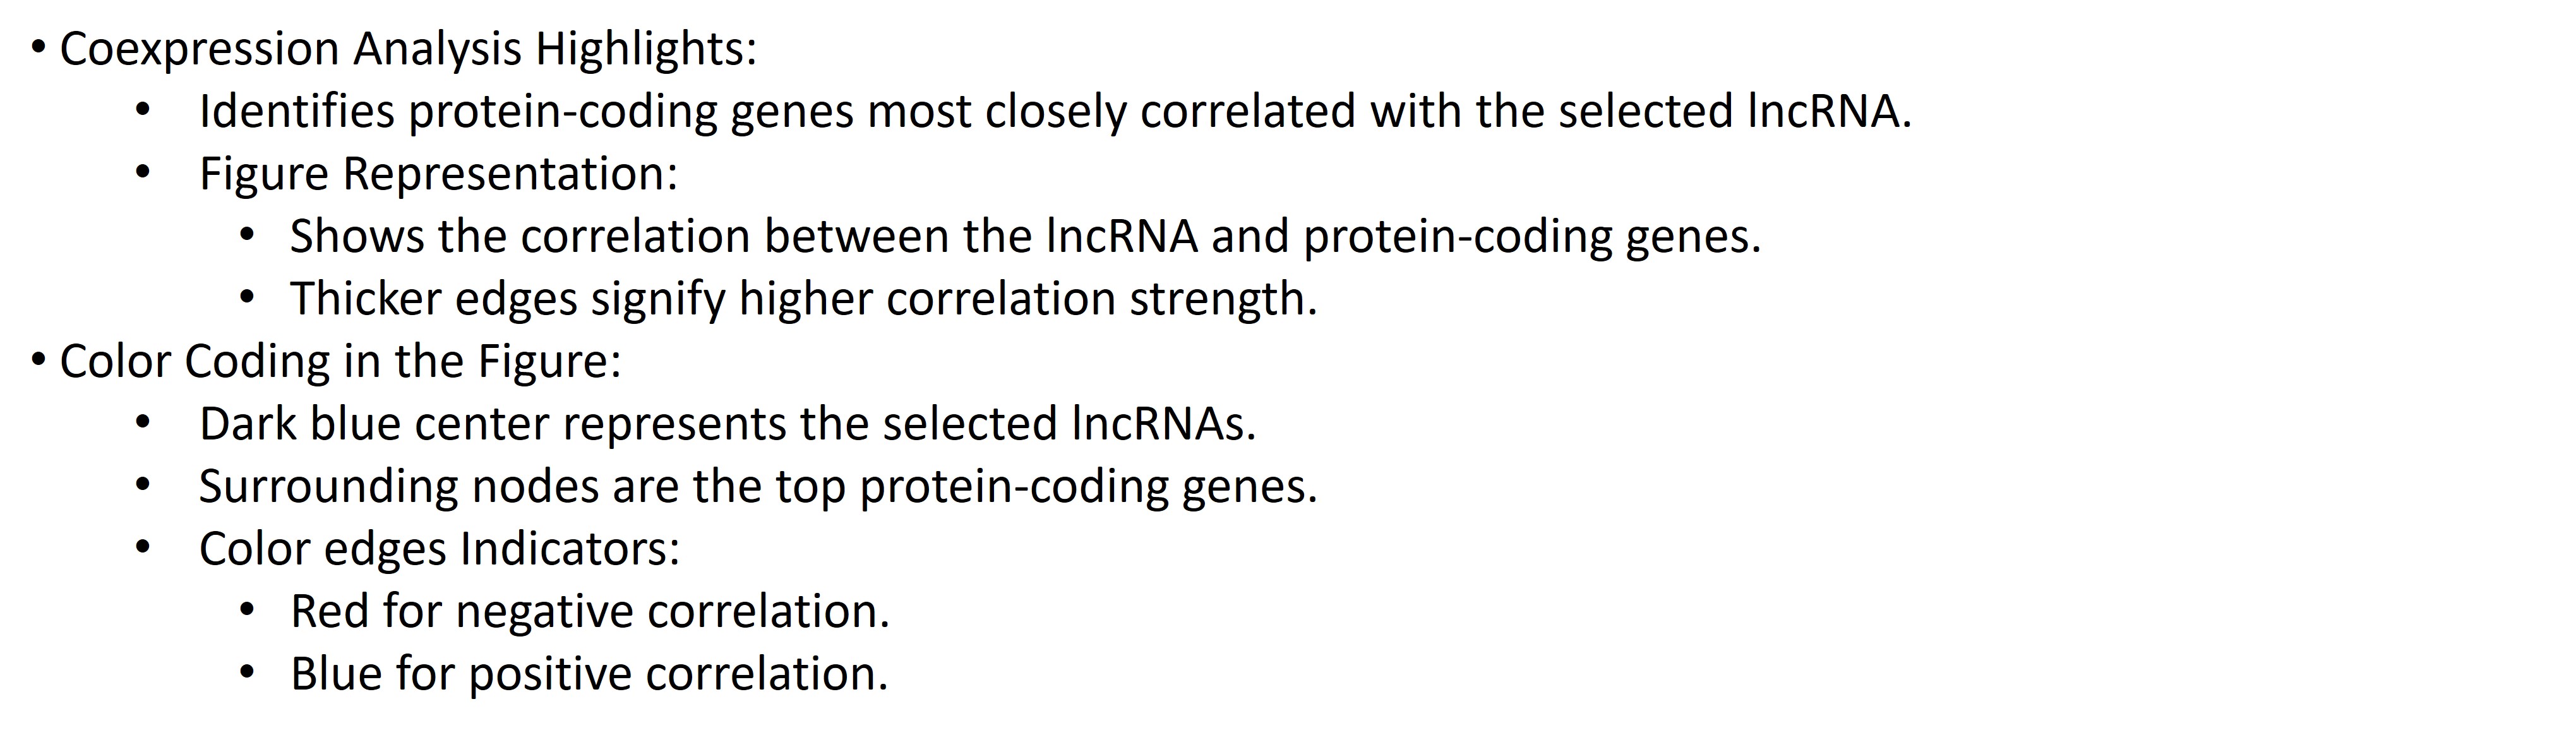 • Coexpression Analysis Highlights:
• Identifies protein-coding genes most closely correlated with the selected lncRNA.
• Figure Representation:
• Shows the correlation between the lncRNA and protein-coding genes.
• Thicker edges signify higher correlation strength.
• Color Coding in the Figure:
• Dark blue center represents the selected lncRNAs.
• Surrounding nodes are the top protein-coding genes.
• Color edges Indicators:
• Red for negative correlation.
• Blue for positive correlation.